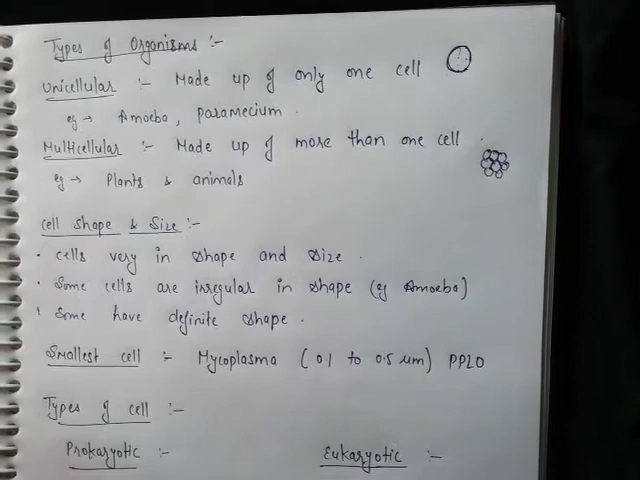 Types of Organisms :-
Unicellular :- Made up of only one cell
eg → Amoeba, paramecium.
Multicellular :- Made up of more than one cell.
eg → Plants & animals
Cell Shape & Size :-
• Cells very in shape and size.
• Some cells are irregular in shape (eg Amoeba)
• Some have definite shape.
Smallest cell :- Mycoplasma (0.1 to 0.5 µm) PPLO
Types of cell :-
Prokaryotic :- Eukaryotic :-